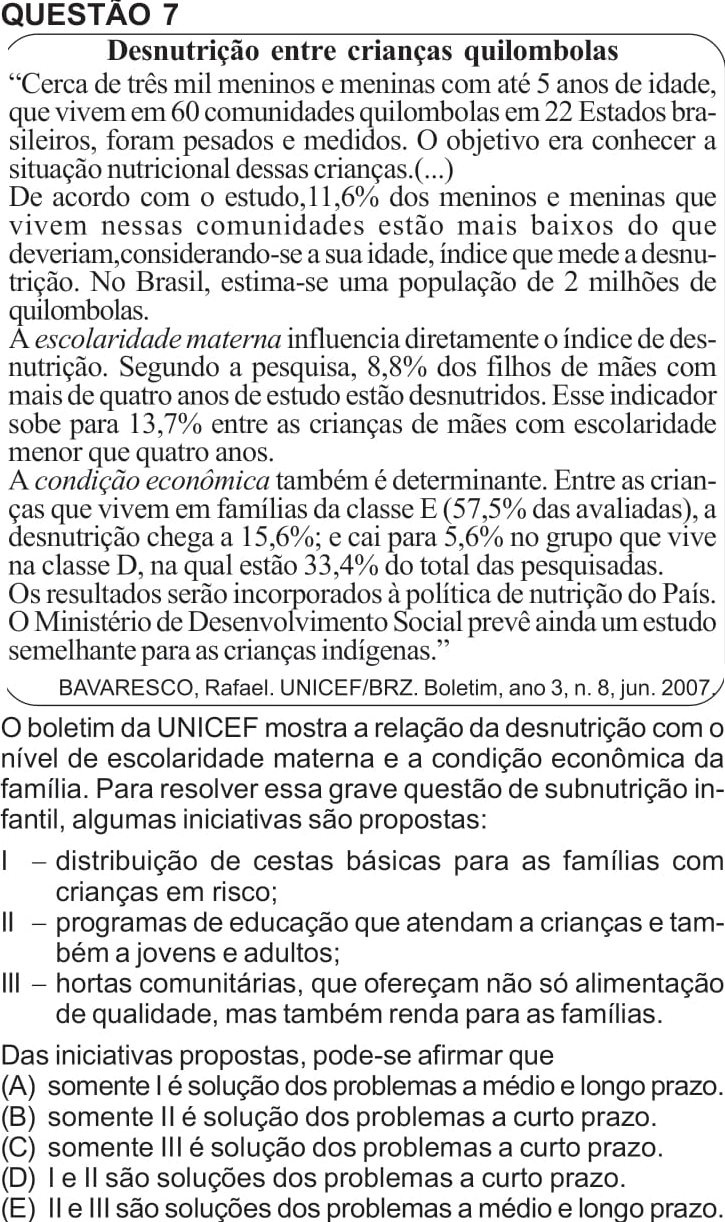 QUESTÃO 7
Desnutrição entre crianças quilombolas
“Cerca de três mil meninos e meninas com até 5 anos de idade,
que vivem em 60 comunidades quilombolas em 22 Estados bra-
sileiros, foram pesados e medidos. O objetivo era conhecer a
situação nutricional dessas crianças.(...)
De acordo com o estudo,11,6% dos meninos e meninas que
vivem nessas comunidades estão mais baixos do que
deveriam,considerando-se a sua idade, índice que mede a desnu-
trição. No Brasil, estima-se uma população de 2 milhões de
quilombolas.
A escolaridade materna influencia diretamente o índice de des-
nutrição. Segundo a pesquisa, 8,8% dos filhos de mães com
mais de quatro anos de estudo estão desnutridos. Esse indicador
sobe para 13,7% entre as crianças de mães com escolaridade
menor que quatro anos.
A condição econômica também é determinante. Entre as crian-
ças que vivem em famílias da classe E (57,5% das avaliadas), a
desnutrição chega a 15,6%; e cai para 5,6% no grupo que vive
na classe D, na qual estão 33,4% do total das pesquisadas.
Os resultados serão incorporados à política de nutrição do País.
O Ministério de Desenvolvimento Social prevê ainda um estudo
semelhante para as crianças indígenas.”
BAVARESCO, Rafael. UNICEF/BRZ. Boletim, ano 3, n. 8, jun. 2007.
O boletim da UNICEF mostra a relação da desnutrição com o
nível de escolaridade materna e a condição econômica da
família. Para resolver essa grave questão de subnutrição in-
fantil, algumas iniciativas são propostas:
I – distribuição de cestas básicas para as famílias com
crianças em risco;
II – programas de educação que atendam a crianças e tam-
bém a jovens e adultos;
III – hortas comunitárias, que ofereçam não só alimentação
de qualidade, mas também renda para as famílias.
Das iniciativas propostas, pode-se afirmar que
(A) somente I é solução dos problemas a médio e longo prazo.
(B) somente II é solução dos problemas a curto prazo.
(C) somente III é solução dos problemas a curto prazo.
(D) I e II são soluções dos problemas a curto prazo.
(E) II e III são soluções dos problemas a médio e longo prazo.